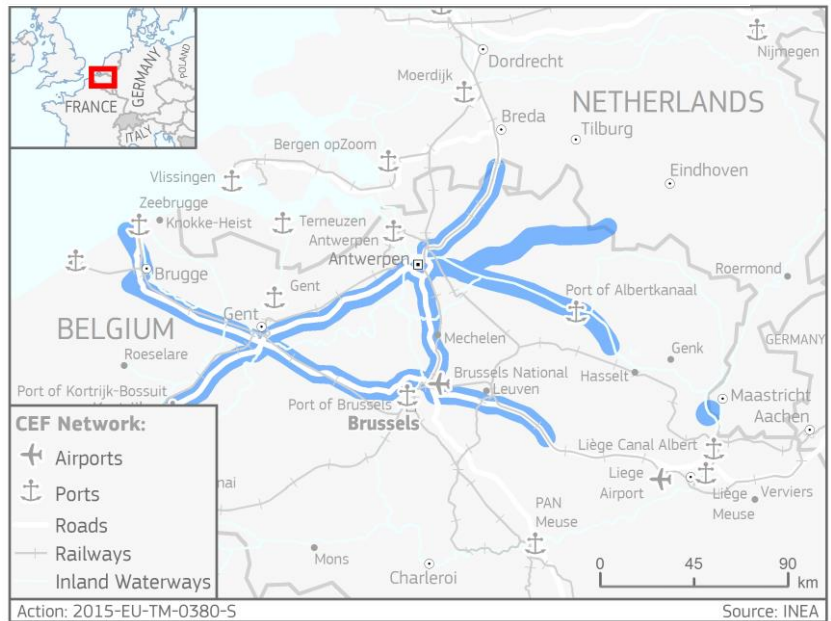 FRANCE
GERMANY
POLAND
ITALY
Dordrecht
Nijmegen
Moerdijk
NETHERLANDS
Breda
Tilburg
Bergen opZoom
Eindhoven
Vlissingen
Zeebrugge
Knokke-Heist
Terneuzen
Antwerpen
Antwerpen
Roermond
Brugge
Gent
Port of Albertkanaal
Gent
BELGIUM
Mechelen
GERMANY
Roeselare
Genk
Brussels National
Hasselt
Port of Kortrijk-Bossuit
Leuven
Maastricht
Port of Brussels
Aachen
Brussels
Liège Canal Albert
Liege
Airport
Liège
Meuse
Verviers
PAN
Meuse
Mons
Charleroi
CEF Network:
Airports
Ports
Roads
Railways
Inland Waterways
0 45 90
km
Action: 2015-EU-TM-0380-S
Source: INEA